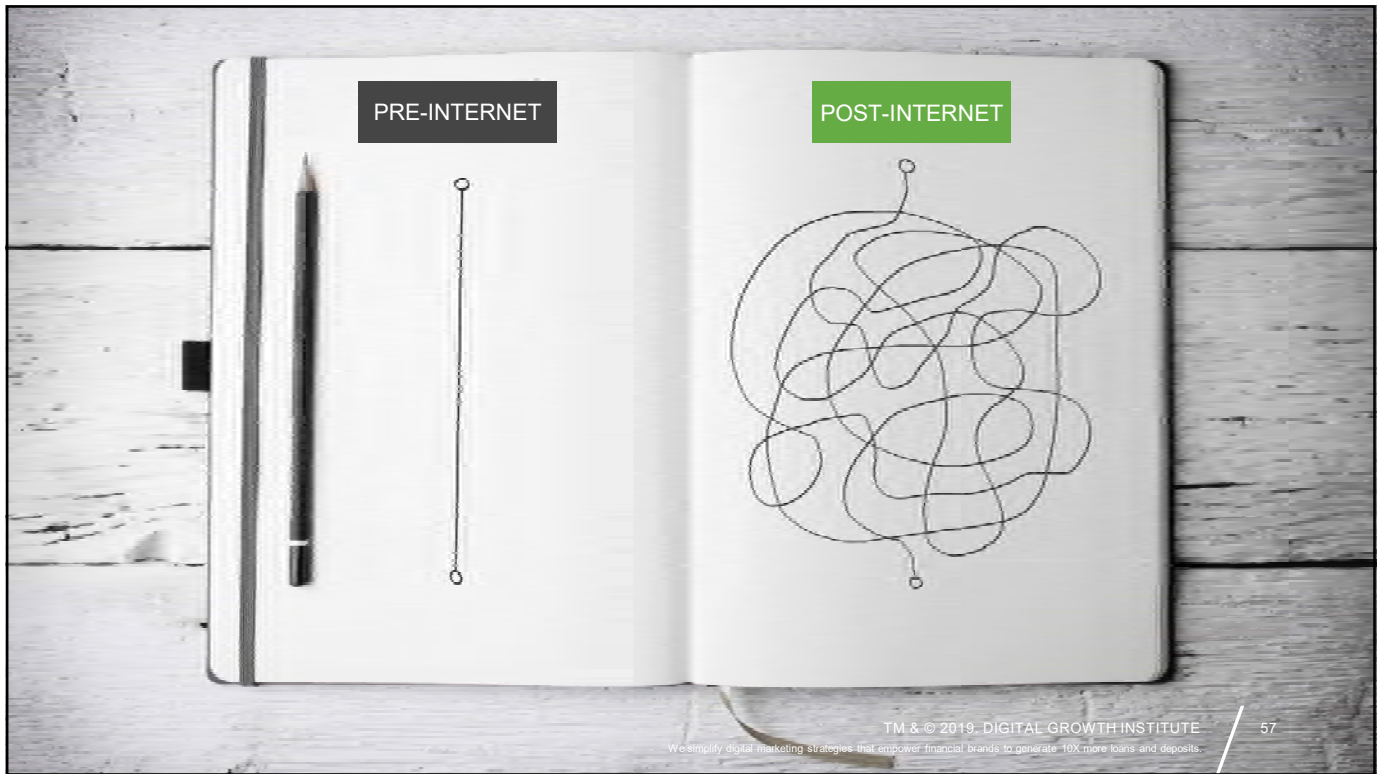 PRE-INTERNET
POST-INTERNET
TM & © 2019. DIGITAL GROWTH INSTITUTE
57
We simplify digital marketing strategies that empower financial brands to generate 10X more loans and deposits.